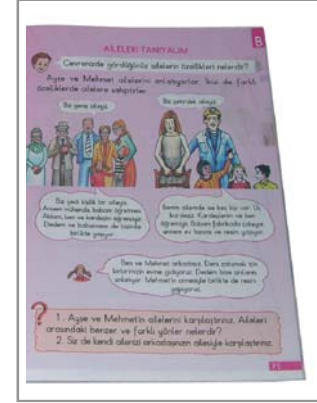 B
AİLELERİ TANIYALIM
Çevrenizde gördüğünüz ailelerin özellikleri nelerdir?
Ayşe ve Mehmet ailelerini anlatıyorlar. İkisi de farklı
özelliklerde ailelere sahiptirler.
Biz geniş aileyiz.
Biz çekirdek aileyiz.
Biz yedi kişilik bir aileyiz.
Annem mühendis, babam öğretmen.
Ablam, ben ve kardeşim öğrenciyiz.
Dedem ve babaannem de bizimle
birlikte yaşıyor.
Benim ailemde ise beş kişi var. Üç
kardeşiz. Kardeşlerim ve ben
öğrenciyiz. Babam fabrikada çalışıyor,
annem ev hanımı ve resim yapıyor.
Ben ve Mehmet arkadaşız. Ders çalışmak için
birbirimizin evine gidiyoruz. Dedem bize anılarını
anlatıyor. Mehmet'in annesiyle birlikte de resim
yapıyoruz.
1. Ayşe ve Mehmet'in ailelerini karşılaştırınız. Aileleri
arasındaki benzer ve farklı yönler nelerdir?
2. Siz de kendi ailenizi arkadaşınızın ailesiyle karşılaştırınız.